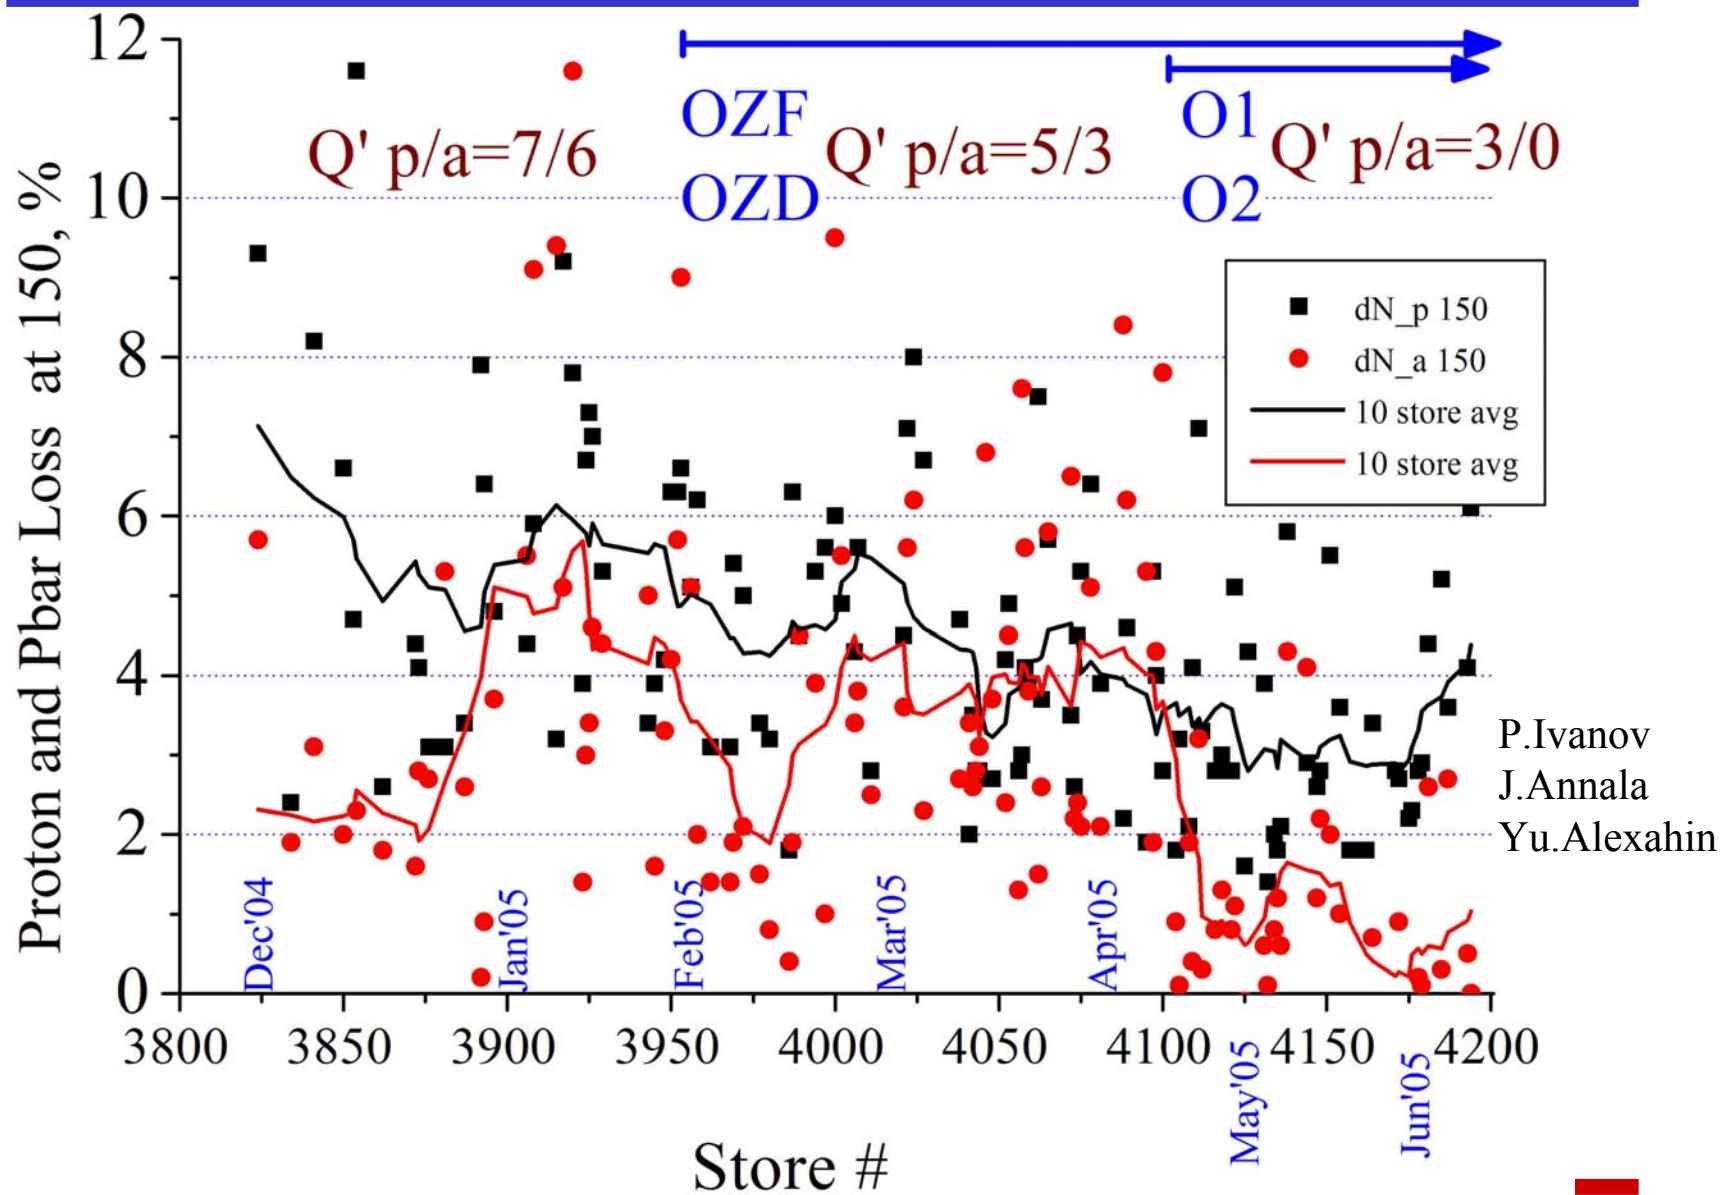 Proton and Pbar Loss at 150, %
12
10
8
6
4
2
0
OZF
OZD
O1
O2
Q' p/a=7/6
Q' p/a=5/3
Q' p/a=3/0
dN_p 150
dN_a 150
10 store avg
10 store avg
P.Ivanov
J.Annala
Yu.Alexahin
Dec'04
Jan'05
Feb'05
Mar'05
Apr'05
May'05
Jun'05
3800 3850 3900 3950 4000 4050 4100 4150 4200
Store #